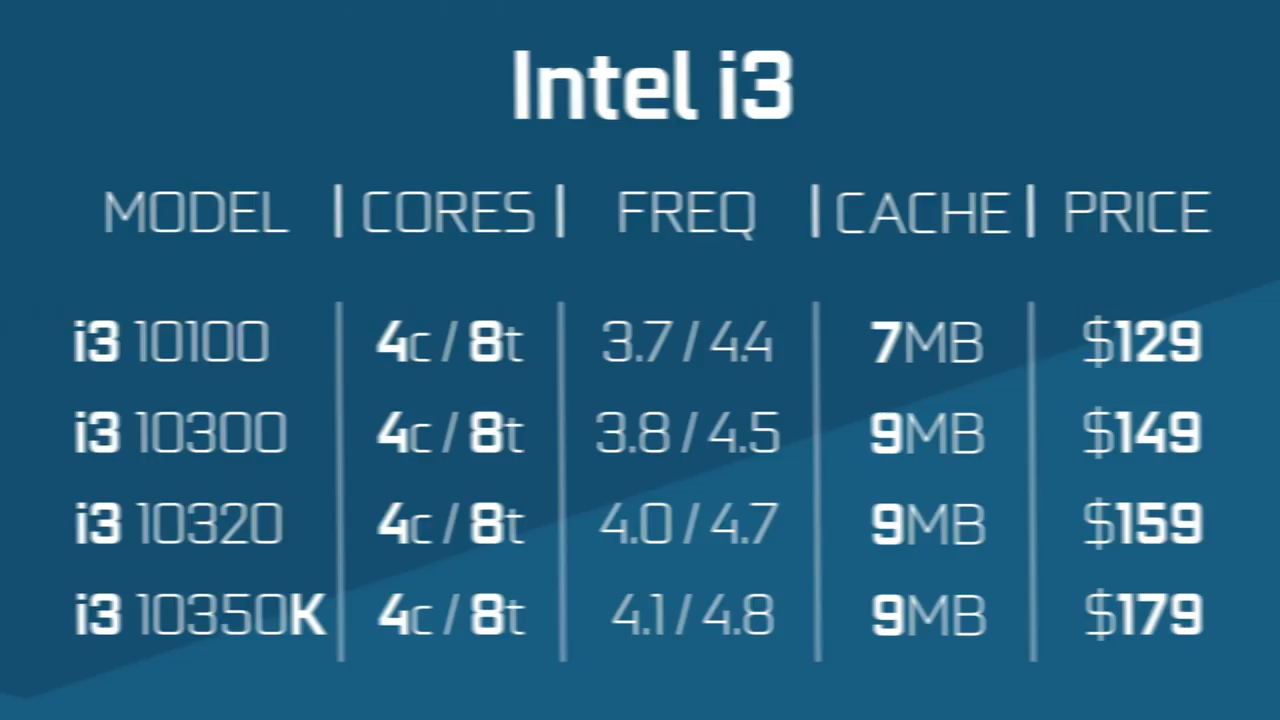 Intel i3
MODEL | CORES | FREQ | CACHE | PRICE
i3 10100 4c / 8t 3.7 / 4.4 7MB $129
i3 10300 4c / 8t 3.8 / 4.5 9MB $149
i3 10320 4c / 8t 4.0 / 4.7 9MB $159
i3 10350K 4c / 8t 4.1 / 4.8 9MB $179